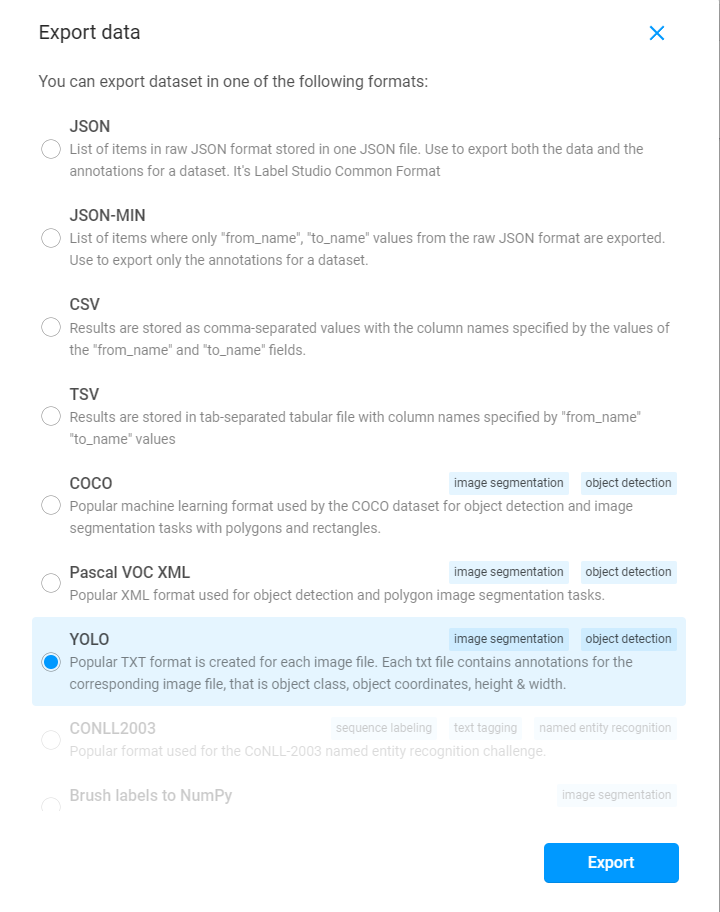 Export data
You can export dataset in one of the following formats:
JSON
List of items in raw JSON format stored in one JSON file. Use to export both the data and the
annotations for a dataset. It's Label Studio Common Format
JSON-MIN
List of items where only "from_name", "to_name" values from the raw JSON format are exported.
Use to export only the annotations for a dataset.
CSV
Results are stored as comma-separated values with the column names specified by the values of
the "from_name" and "to_name" fields.
TSV
Results are stored in tab-separated tabular file with column names specified by "from_name"
"to_name" values
COCO image segmentation object detection
Popular machine learning format used by the COCO dataset for object detection and image
segmentation tasks with polygons and rectangles.
Pascal VOC XML image segmentation object detection
Popular XML format used for object detection and polygon image segmentation tasks.
YOLO image segmentation object detection
Popular TXT format is created for each image file. Each txt file contains annotations for the
corresponding image file, that is object class, object coordinates, height & width.
CONLL2003 sequence labeling text tagging named entity recognition
Popular format used for the CoNLL-2003 named entity recognition challenge.
Brush labels to NumPy image segmentation
Export